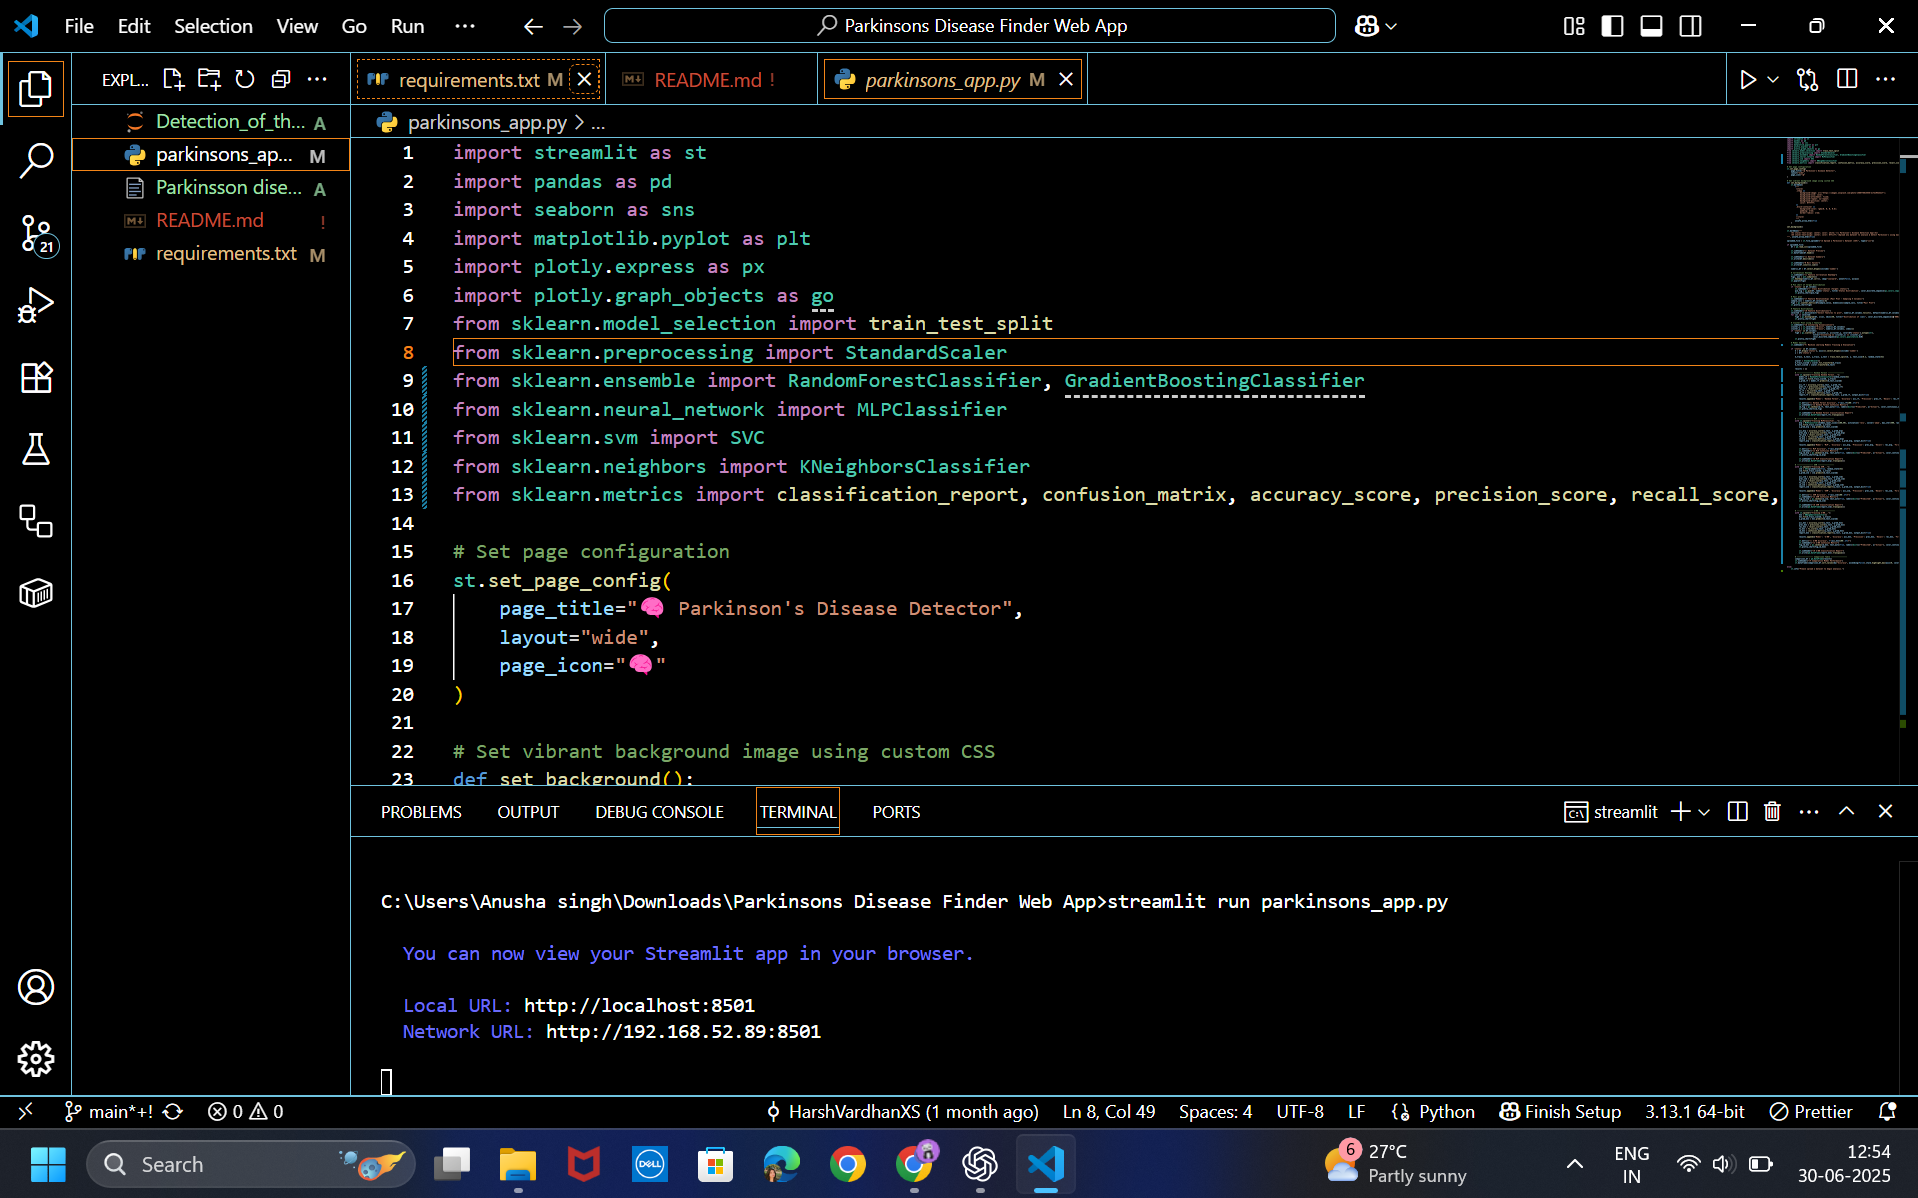 File Edit Selection View Go Run ···
Parkinsons Disease Finder Web App
EXPL...
requirements.txt M
README.md !
parkinsons_app.py M
Detection_of_th... A
parkinsons_ap... M
Parkinsson dise... A
README.md !
requirements.txt M
21
parkinsons_app.py > ...
1 import streamlit as st
2 import pandas as pd
3 import seaborn as sns
4 import matplotlib.pyplot as plt
5 import plotly.express as px
6 import plotly.graph_objects as go
7 from sklearn.model_selection import train_test_split
8 from sklearn.preprocessing import StandardScaler
9 from sklearn.ensemble import RandomForestClassifier, GradientBoostingClassifier
10 from sklearn.neural_network import MLPClassifier
11 from sklearn.svm import SVC
12 from sklearn.neighbors import KNeighborsClassifier
13 from sklearn.metrics import classification_report, confusion_matrix, accuracy_score, precision_score, recall_score,
14
15 # Set page configuration
16 st.set_page_config(
17 page_title="🧠 Parkinson's Disease Detector",
18 layout="wide",
19 page_icon="🧠"
20 )
21
22 # Set vibrant background image using custom CSS
23 def set_background():
PROBLEMS OUTPUT DEBUG CONSOLE TERMINAL PORTS
streamlit
C:\Users\Anusha singh\Downloads\Parkinsons Disease Finder Web App>streamlit run parkinsons_app.py
You can now view your Streamlit app in your browser.
Local URL: http://localhost:8501
Network URL: http://192.168.52.89:8501
main*+! 0 0
HarshVardhanXS (1 month ago) Ln 8, Col 49 Spaces: 4 UTF-8 LF Python Finish Setup 3.13.1 64-bit Prettier
Search
DELL
6
27°C
Partly sunny
ENG
IN
12:54
30-06-2025